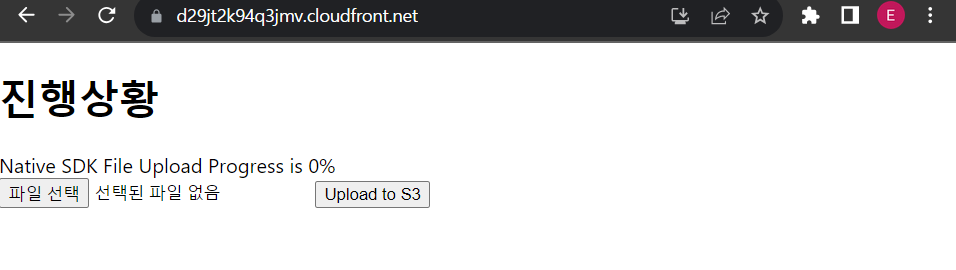 d29jt2k94q3jmv.cloudfront.net
E
진행상황
Native SDK File Upload Progress is 0%
파일 선택 선택된 파일 없음 Upload to S3